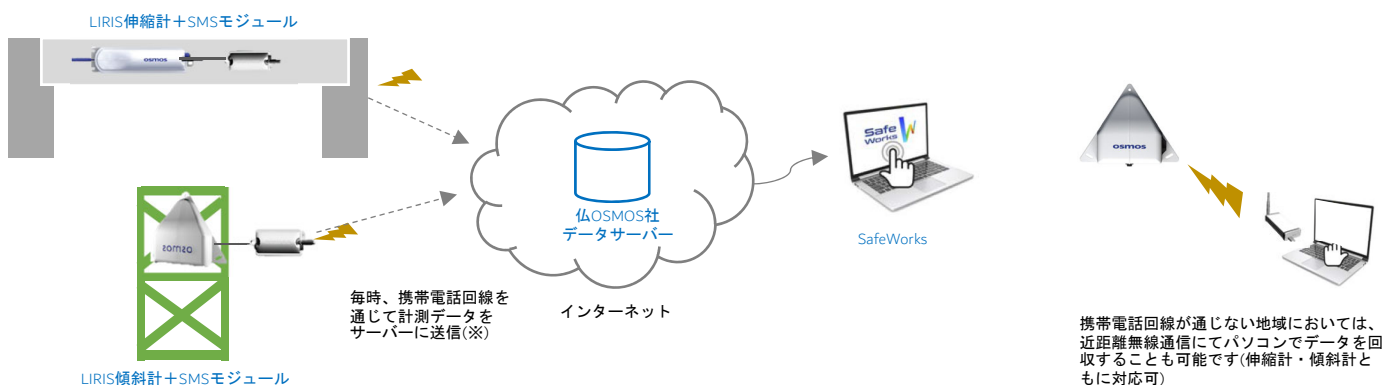 LIRIS伸縮計+SMSモジュール
osmos
Safe
Works
osmos
仏OSMOS社
データサーバー
SafeWorks
osmos
毎時、携帯電話回線を
通じて計測データを
サーバーに送信(※)
インターネット
携帯電話回線が通じない地域においては、
近距離無線通信にてパソコンでデータを回
収することも可能です(伸縮計・傾斜計と
もに対応可)
LIRIS傾斜計+SMSモジュール